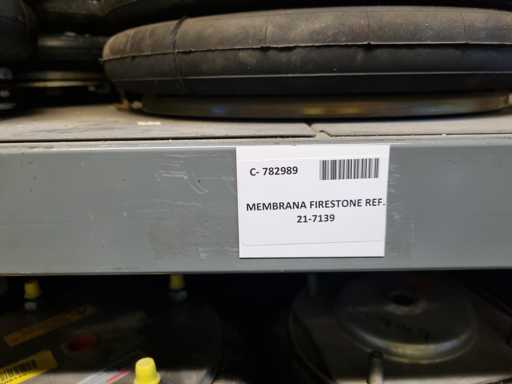 C- 782989
MEMBRANA FIRESTONE REF.
21-7139